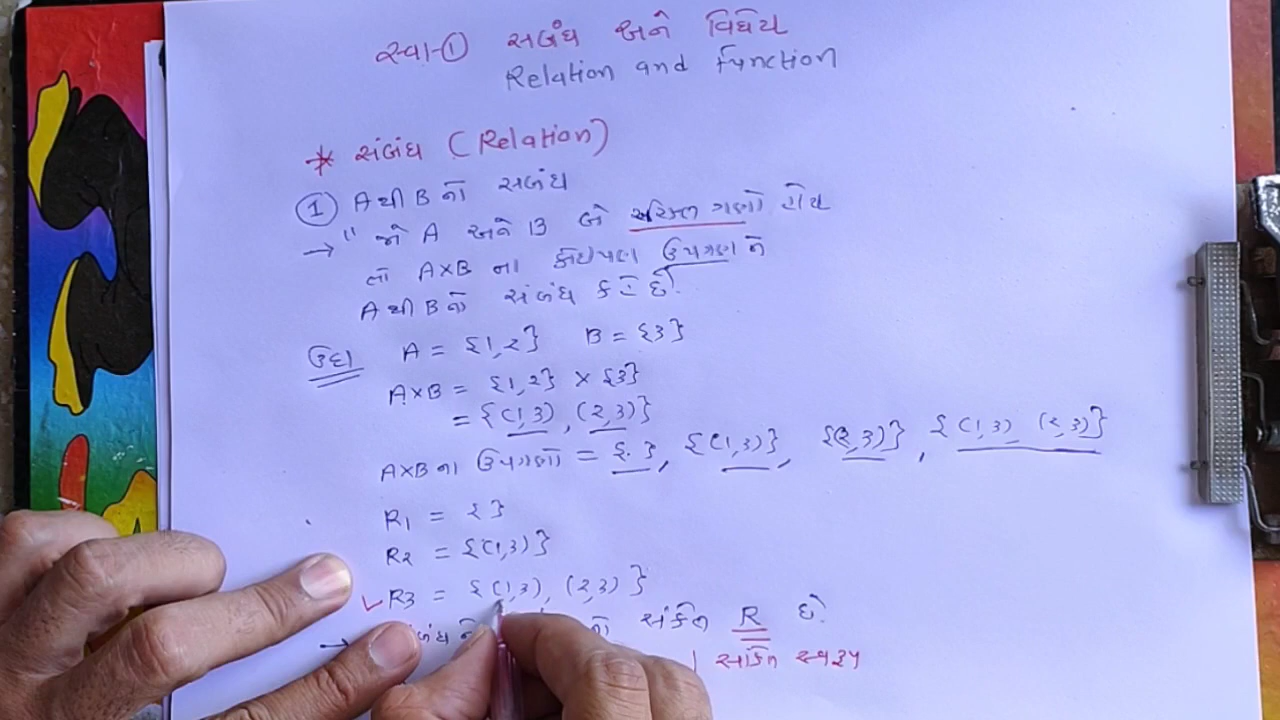 સ્વા-① સબંધ અને વિધેય
Relation and function
* સંબંધ (Relation)
① A થી B નો સબંધ
→ " જો A અને B બે અરિક્ત ગણો હોય
તો A×B ના કોઈપણ ઉપગણ ને
A થી B નો સંબંધ કહે છે.
ઉદા A = {1,2} B = {3}
A×B = {1,2} × {3}
= {(1,3), (2,3)}
A×B ના ઉપગણો = { }, {(1,3)}, {(2,3)}, {(1,3), (2,3)}
R1 = { }
R2 = {(1,3)}
✓ R3 = {(1,3), (2,3)}
→ સંકેત R છે.